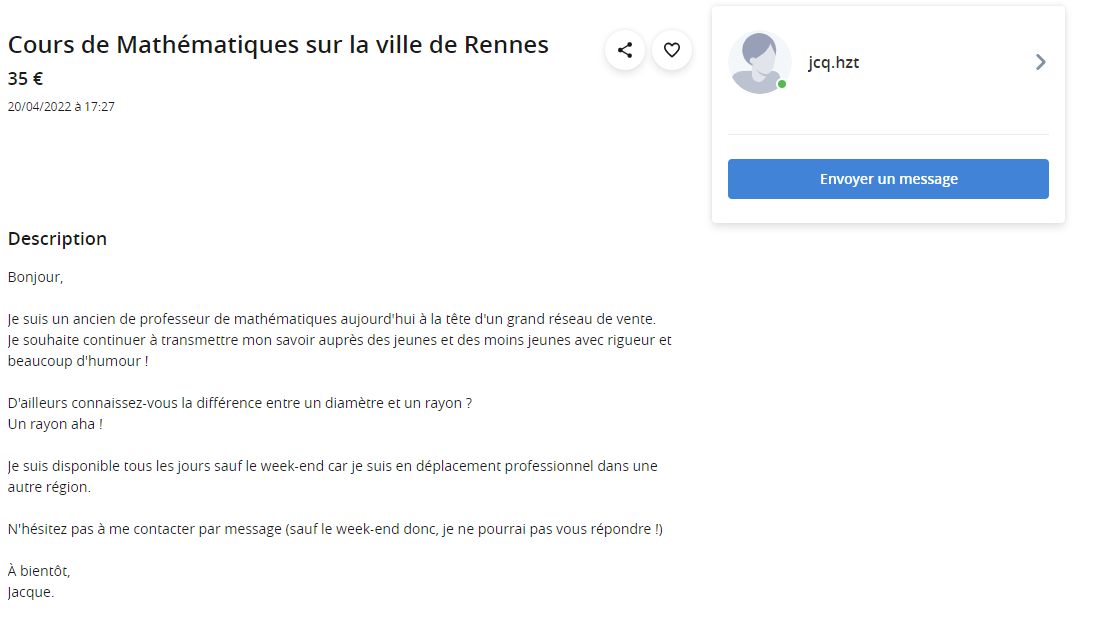 Cours de Mathématiques sur la ville de Rennes
35 €
20/04/2022 à 17:27
jcq.hzt
Envoyer un message
Description
Bonjour,
Je suis un ancien de professeur de mathématiques aujourd'hui à la tête d'un grand réseau de vente.
Je souhaite continuer à transmettre mon savoir auprès des jeunes et des moins jeunes avec rigueur et
beaucoup d'humour !
D'ailleurs connaissez-vous la différence entre un diamètre et un rayon ?
Un rayon aha !
Je suis disponible tous les jours sauf le week-end car je suis en déplacement professionnel dans une
autre région.
N'hésitez pas à me contacter par message (sauf le week-end donc, je ne pourrai pas vous répondre !)
À bientôt,
Jacque.